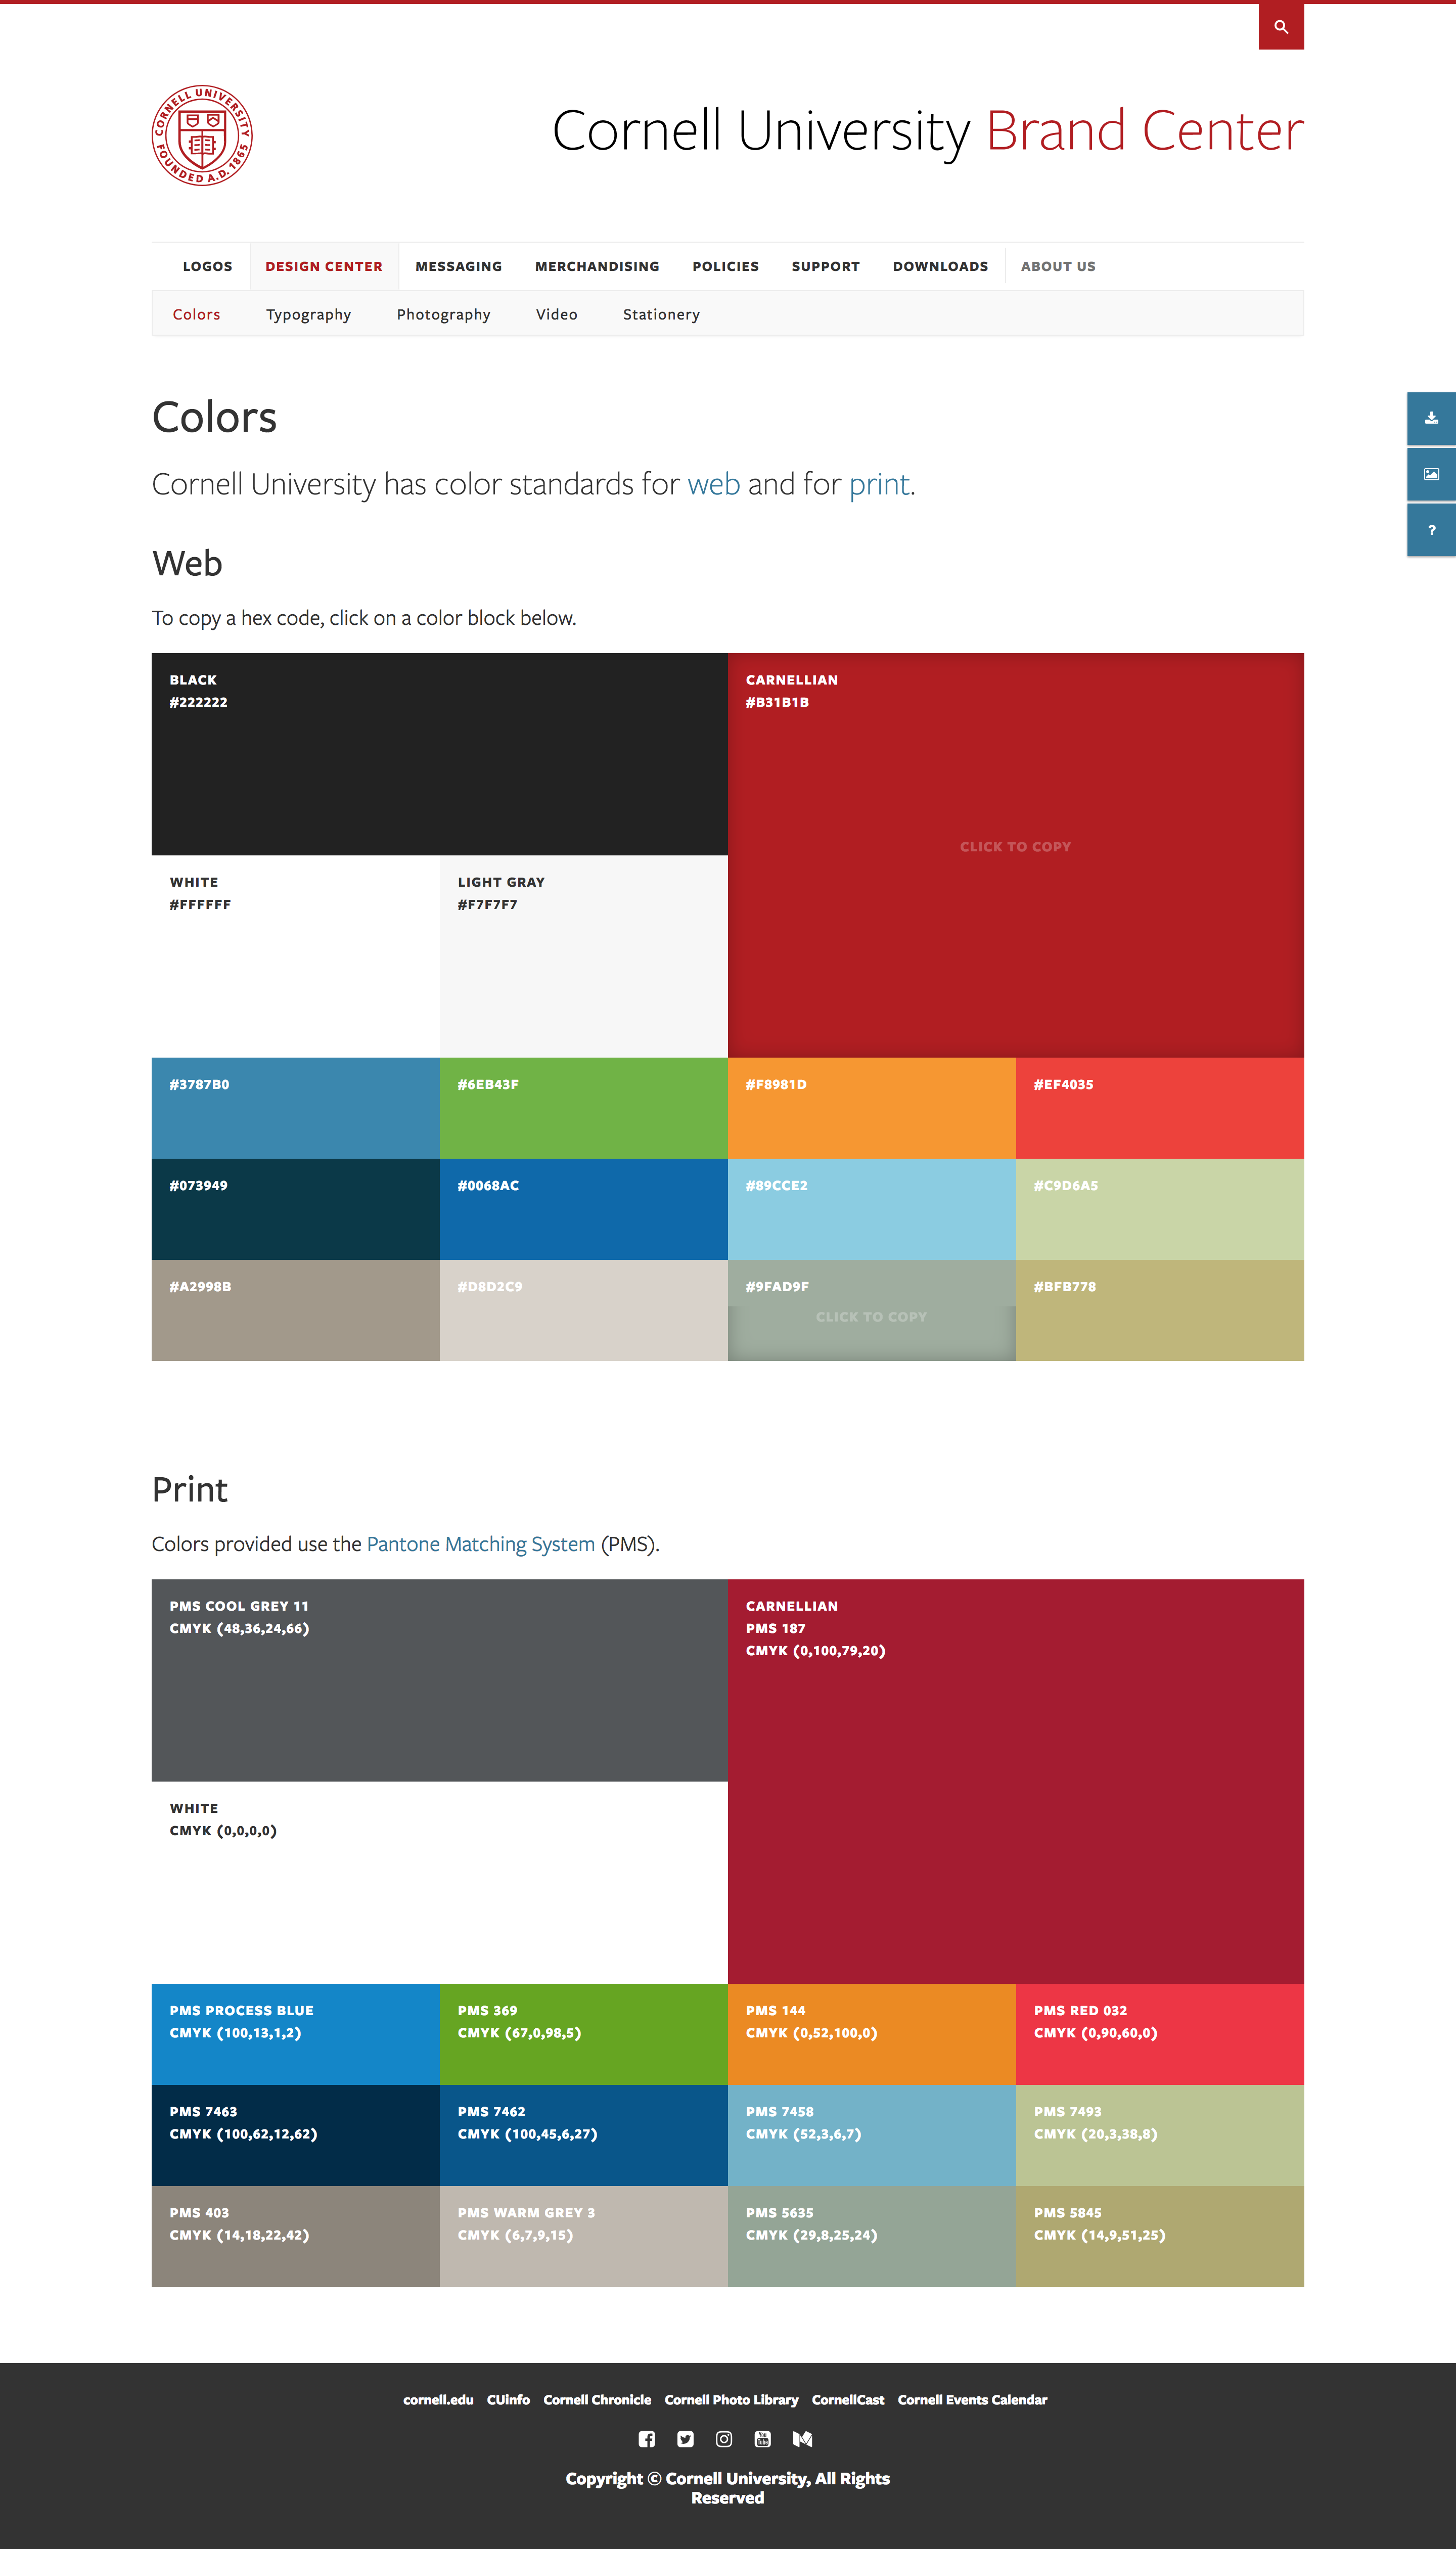 CORNELL UNIVERSITY
FOUNDED A.D. 1865
Cornell University Brand Center
LOGOS DESIGN CENTER MESSAGING MERCHANDISING POLICIES SUPPORT DOWNLOADS ABOUT US
Colors Typography Photography Video Stationery
Colors
Cornell University has color standards for web and for print.
?
Web
To copy a hex code, click on a color block below.
BLACK
#222222
CARNELLIAN
#B31B1B
CLICK TO COPY
WHITE
#FFFFFF
LIGHT GRAY
#F7F7F7
#3787B0
#6EB43F
#F8981D
#EF4035
#073949
#0068AC
#89CCE2
#C9D6A5
#A2998B
#D8D2C9
#9FAD9F
CLICK TO COPY
#BFB778
Print
Colors provided use the Pantone Matching System (PMS).
PMS COOL GREY 11
CMYK (48,36,24,66)
CARNELLIAN
PMS 187
CMYK (0,100,79,20)
WHITE
CMYK (0,0,0,0)
PMS PROCESS BLUE
CMYK (100,13,1,2)
PMS 369
CMYK (67,0,98,5)
PMS 144
CMYK (0,52,100,0)
PMS RED 032
CMYK (0,90,60,0)
PMS 7463
CMYK (100,62,12,62)
PMS 7462
CMYK (100,45,6,27)
PMS 7458
CMYK (52,3,6,7)
PMS 7493
CMYK (20,3,38,8)
PMS 403
CMYK (14,18,22,42)
PMS WARM GREY 3
CMYK (6,7,9,15)
PMS 5635
CMYK (29,8,25,24)
PMS 5845
CMYK (14,9,51,25)
cornell.edu CUinfo Cornell Chronicle Cornell Photo Library CornellCast Cornell Events Calendar
You Tube
Copyright © Cornell University, All Rights
Reserved